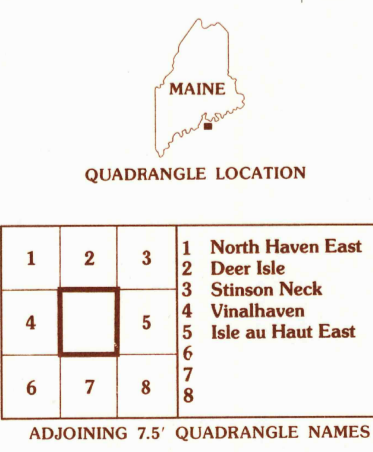 MAINE
QUADRANGLE LOCATION
1 2 3
4 5
6 7 8
1 North Haven East
2 Deer Isle
3 Stinson Neck
4 Vinalhaven
5 Isle au Haut East
6
7
8
ADJOINING 7.5′ QUADRANGLE NAMES